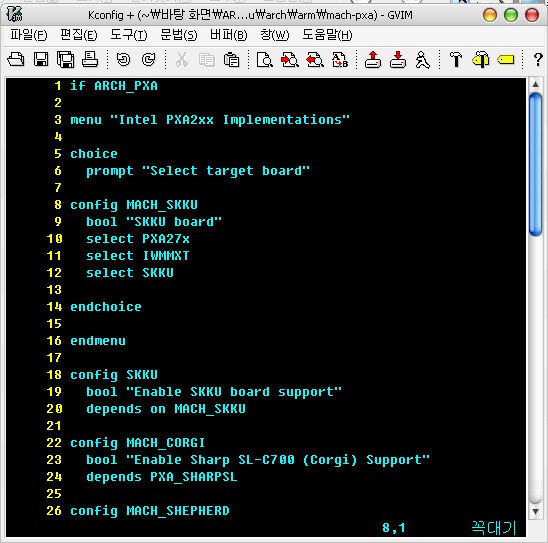 Kconfig + (~₩바탕 화면₩AR...u₩arch₩arm₩mach-pxa) - GVIM
파일(F) 편집(E) 도구(T) 문법(S) 버퍼(B) 창(W) 도움말(H)
1 if ARCH_PXA
2
3 menu "Intel PXA2xx Implementations"
4
5 choice
6   prompt "Select target board"
7
8 config MACH_SKKU
9   bool "SKKU board"
10   select PXA27x
11   select IWMMXT
12   select SKKU
13
14 endchoice
15
16 endmenu
17
18 config SKKU
19   bool "Enable SKKU board support"
20   depends on MACH_SKKU
21
22 config MACH_CORGI
23   bool "Enable Sharp SL-C700 (Corgi) Support"
24   depends PXA_SHARPSL
25
26 config MACH_SHEPHERD
8,1 꼭대기